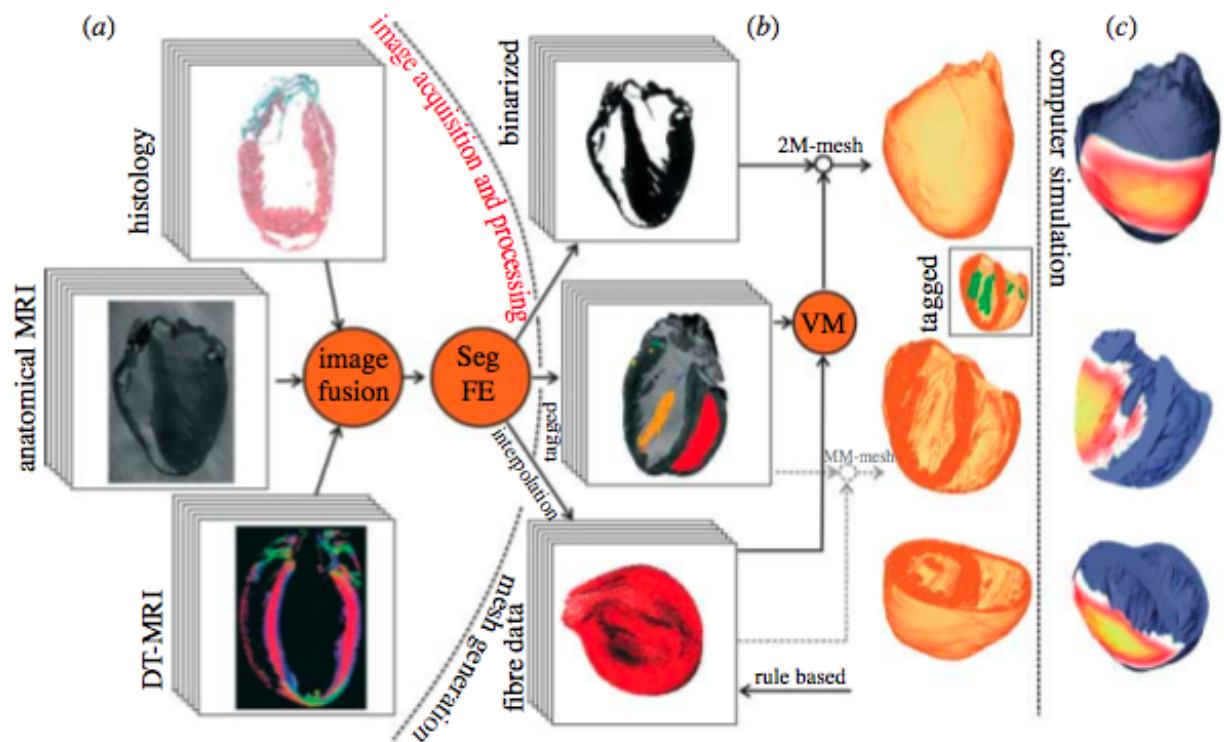 (a)
histology
anatomical MRI
DT-MRI
image
fusion
image acquisition and processing
Seg
FE
interpolation
mesh generation
(b)
binarized
tagged
fibre data
2M-mesh
VM
MM-mesh
rule based
tagged
(c)
computer simulation